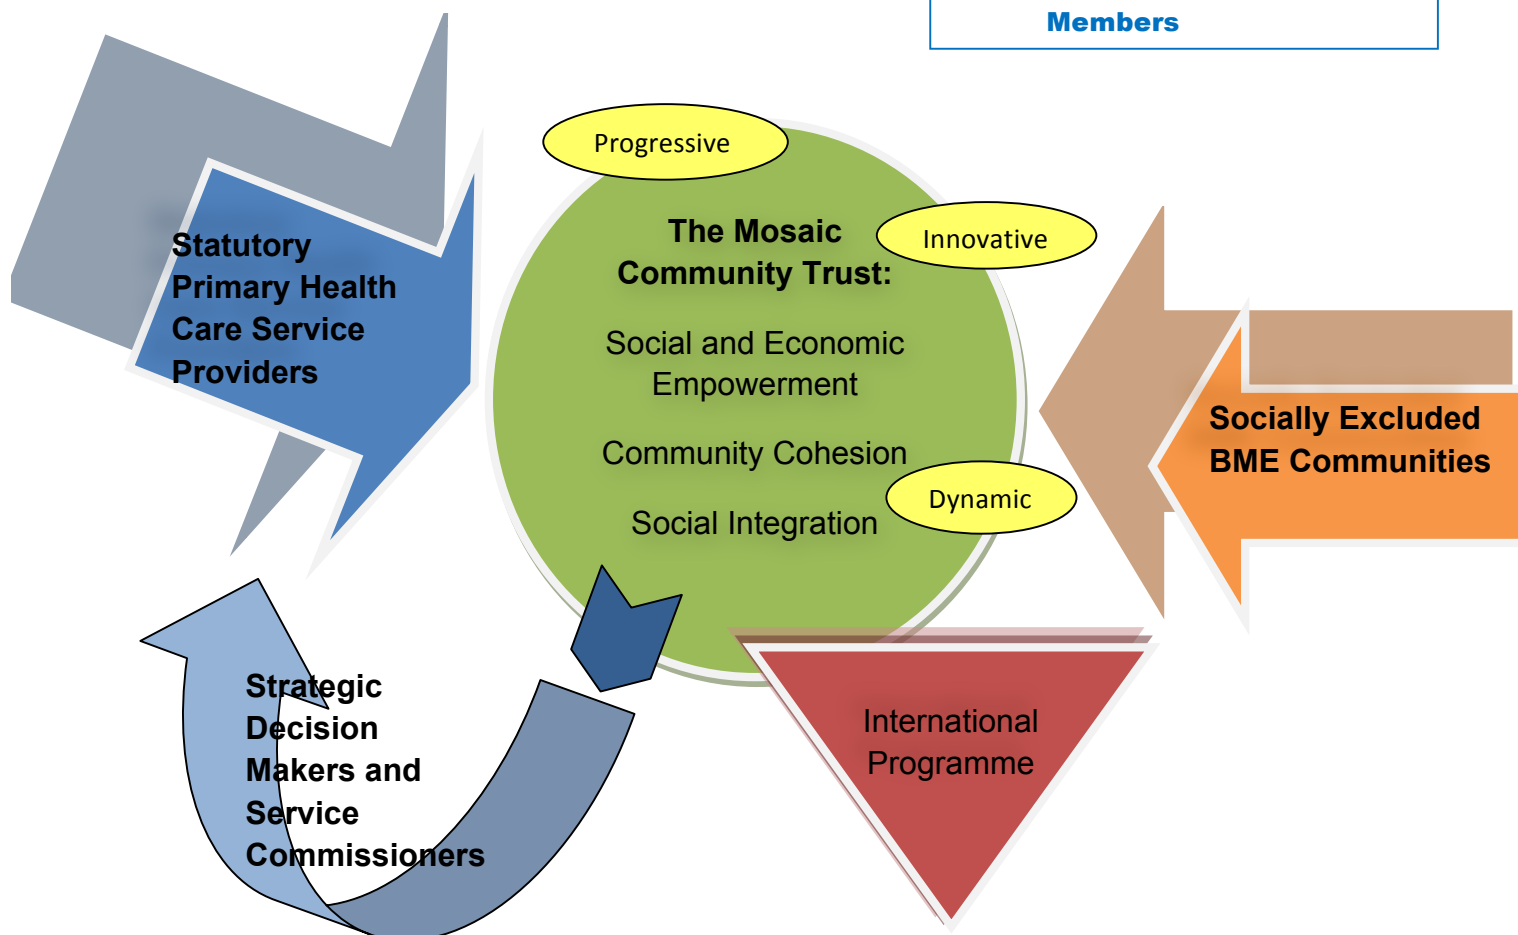 Members
Progressive
The Mosaic
Community Trust:
Innovative
Social and Economic
Empowerment
Community Cohesion
Dynamic
Social Integration
Statutory
Primary Health
Care Service
Providers
Socially Excluded
BME Communities
Strategic
Decision
Makers and
Service
Commissioners
International
Programme